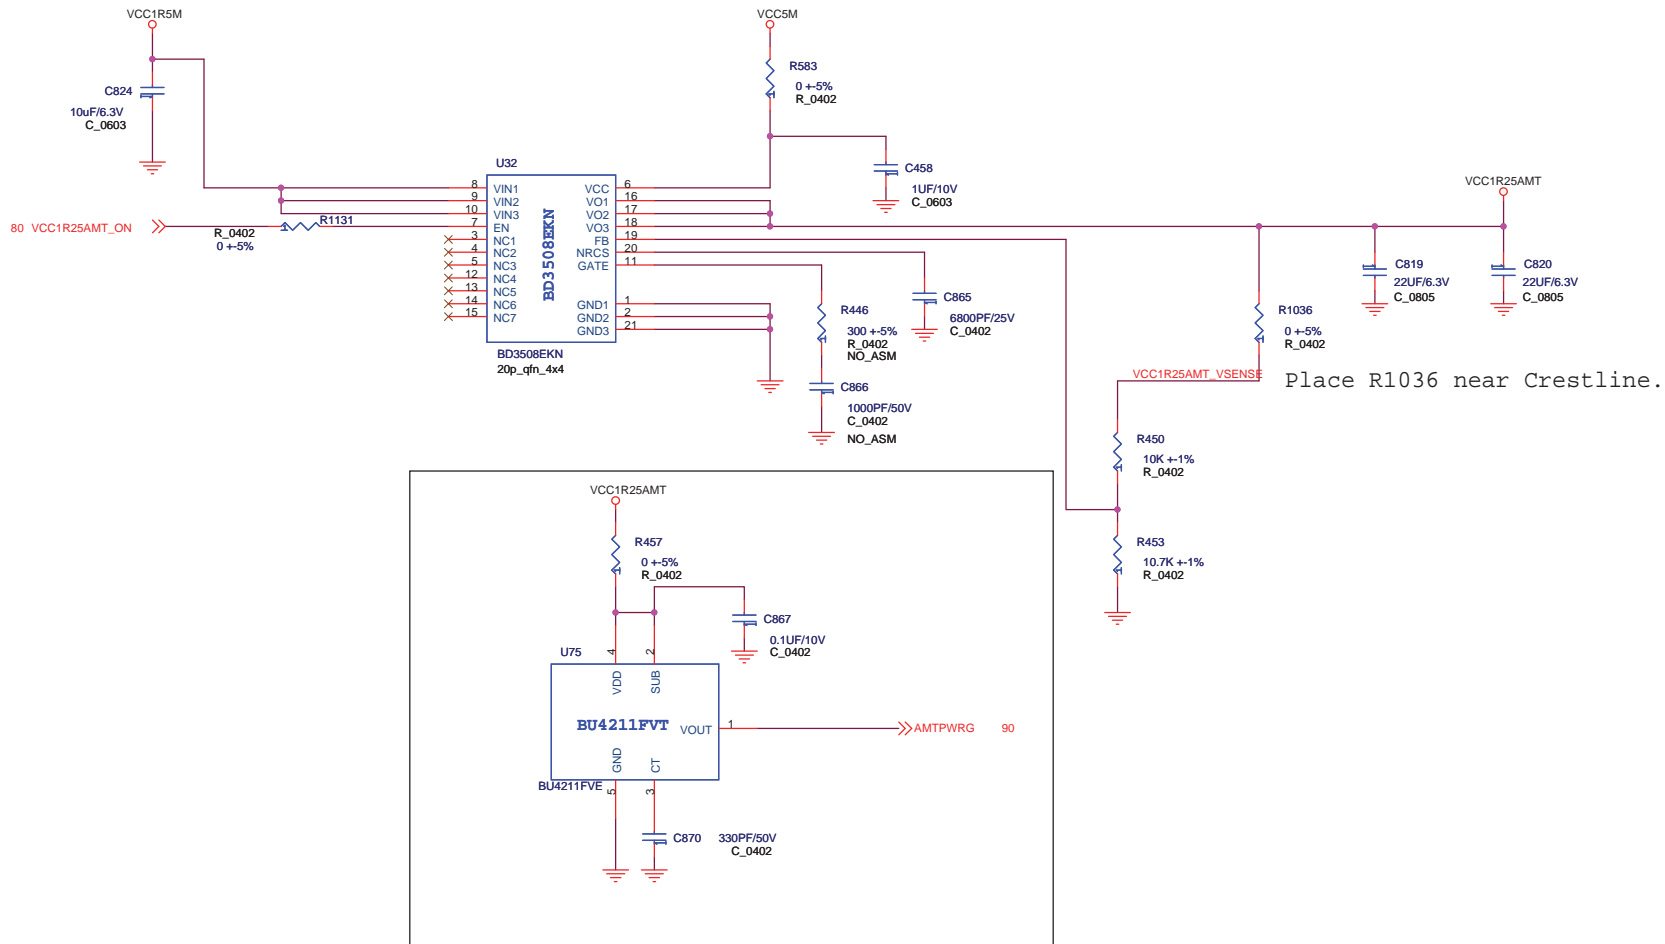 VCC1R5M
C824
10uF/6.3V
C_0603
VCC5M
R583
0 +-5%
R_0402
C458
1UF/10V
C_0603
U32
8 VIN1
9 VIN2
10 VIN3
7 EN
3 NC1
4 NC2
5 NC3
12 NC4
13 NC5
14 NC6
15 NC7
BD3508EKN
VCC 6
VO1 16
VO2 17
VO3 18
FB 19
NRCS 20
GATE 11
GND1 1
GND2 2
GND3 21
BD3508EKN
20p_qfn_4x4
80 VCC1R25AMT_ON
1
R1131
R_0402
0 +-5%
R446
300 +-5%
R_0402
NO_ASM
C866
1000PF/50V
C_0402
NO_ASM
C865
6800PF/25V
C_0402
VCC1R25AMT
C819
22UF/6.3V
C_0805
C820
22UF/6.3V
C_0805
R1036
0 +-5%
R_0402
VCC1R25AMT_VSENSE
Place R1036 near Crestline.
R450
10K +-1%
R_0402
R453
10.7K +-1%
R_0402
VCC1R25AMT
R457
0 +-5%
R_0402
C867
0.1UF/10V
C_0402
U75
4 2
VDD SUB
BU4211FVT VOUT 1
AMTPWRG 90
GND CT
BU4211FVE 5 3
C870 330PF/50V
C_0402